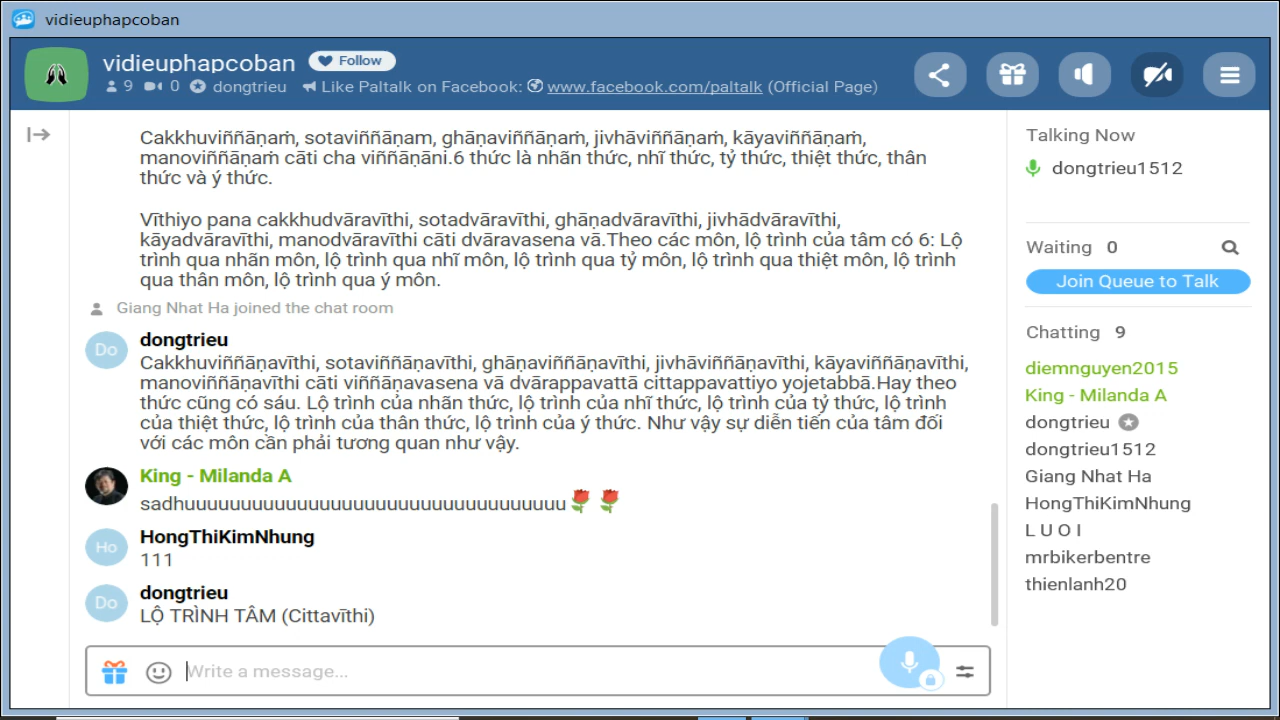 vidieuphapcoban
vidieuphapcoban
Follow
9
0
dongtrieu
Like Paltalk on Facebook: www.facebook.com/paltalk (Official Page)
Cakkhuviññāṇaṁ, sotaviññāṇam, ghāṇaviññāṇaṁ, jivhāviññāṇaṁ, kāyaviññāṇaṁ,
manoviññāṇaṁ cāti cha viññāṇāni.6 thức là nhãn thức, nhĩ thức, tỷ thức, thiệt thức, thân
thức và ý thức.
Vīthiyo pana cakkhudvāravīthi, sotadvāravīthi, ghāṇadvāravīthi, jivhādvāravīthi,
kāyadvāravīthi, manodvāravīthi cāti dvāravasena vā.Theo các môn, lộ trình của tâm có 6: Lộ
trình qua nhãn môn, lộ trình qua nhĩ môn, lộ trình qua tỷ môn, lộ trình qua thiệt môn, lộ trình
qua thân môn, lộ trình qua ý môn.
Giang Nhat Ha joined the chat room
Do
dongtrieu
Cakkhuviññāṇavīthi, sotaviññāṇavīthi, ghāṇaviññāṇavīthi, jivhāviññāṇavīthi, kāyaviññāṇavīthi,
manoviññāṇavīthi cāti viññāṇavasena vā dvārappavattā cittappavattiyo yojetabbā.Hay theo
thức cũng có sáu. Lộ trình của nhãn thức, lộ trình của nhĩ thức, lộ trình của tỷ thức, lộ trình
của thiệt thức, lộ trình của thân thức, lộ trình của ý thức. Như vậy sự diễn tiến của tâm đối
với các môn cần phải tương quan như vậy.
King - Milanda A
sadhuuuuuuuuuuuuuuuuuuuuuuuuuuuuuuuuuu
Ho
HongThiKimNhung
111
Do
dongtrieu
LỘ TRÌNH TÂM (Cittavīthi)
Write a message...
Talking Now
dongtrieu1512
Waiting 0
Join Queue to Talk
Chatting 9
diemnguyen2015
King - Milanda A
dongtrieu
dongtrieu1512
Giang Nhat Ha
HongThiKimNhung
L U O I
mrbikerbentre
thienlanh20